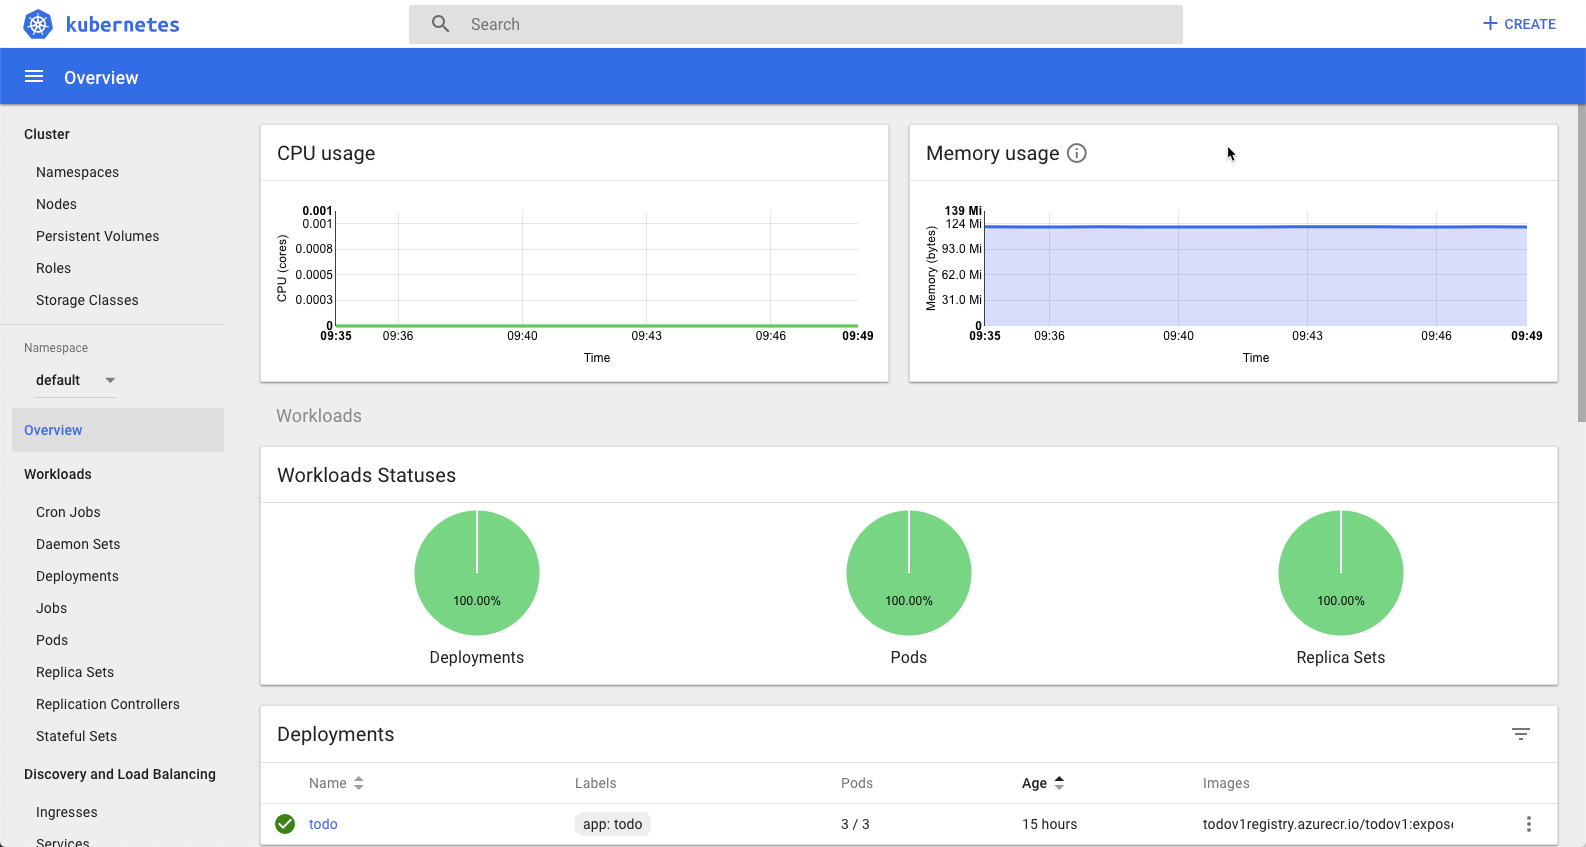 kubernetes
Search
CREATE
Overview
Cluster
Namespaces
Nodes
Persistent Volumes
Roles
Storage Classes
Namespace
default
Overview
Workloads
Cron Jobs
Daemon Sets
Deployments
Jobs
Pods
Replica Sets
Replication Controllers
Stateful Sets
Discovery and Load Balancing
Ingresses
Services
CPU usage
CPU (cores)
0.001
0.001
0.0008
0.0005
0.0003
0
09:35 09:36 09:40 09:43 09:46 09:49
Time
Memory usage
Memory (bytes)
139 Mi
124 Mi
93.0 Mi
62.0 Mi
31.0 Mi
0
09:35 09:36 09:40 09:43 09:46 09:49
Time
Workloads
Workloads Statuses
100.00% 100.00% 100.00%
Deployments Pods Replica Sets
Deployments
Name Labels Pods Age Images
todo app: todo 3 / 3 15 hours todov1registry.azurecr.io/todov1:expose